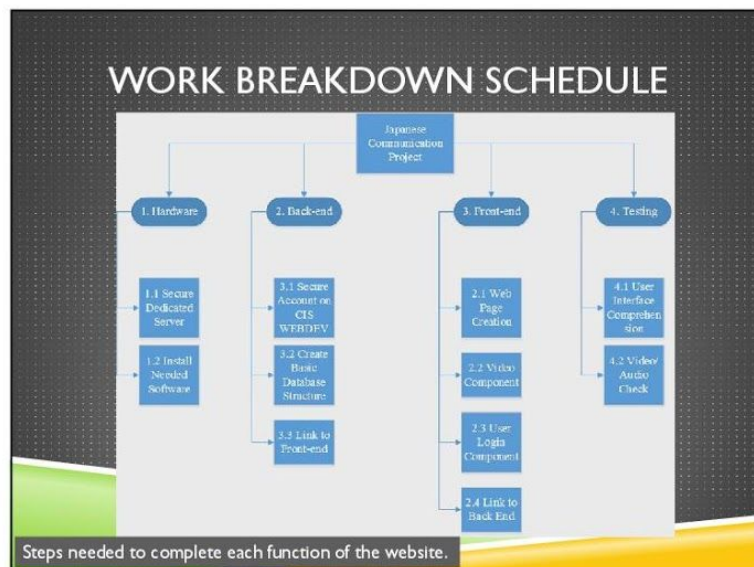 WORK BREAKDOWN SCHEDULE
Japanese
Communication
Project
1. Hardware
2. Back-end
3. Front-end
4. Testing
1.1 Secure
Dedicated
Server
1.2 Install
Needed
Software
3.1 Secure
Account on
CIS
WEBDEV
3.2 Create
Basic
Database
Structure
3.3 Link to
Front-end
2.1 Web
Page
Creation
2.2 Video
Component
2.3 User
Login
Component
2.4 Link to
Back End
4.1 User
Interface
Comprehen
sion
4.2 Video/
Audio
Check
Steps needed to complete each function of the website.